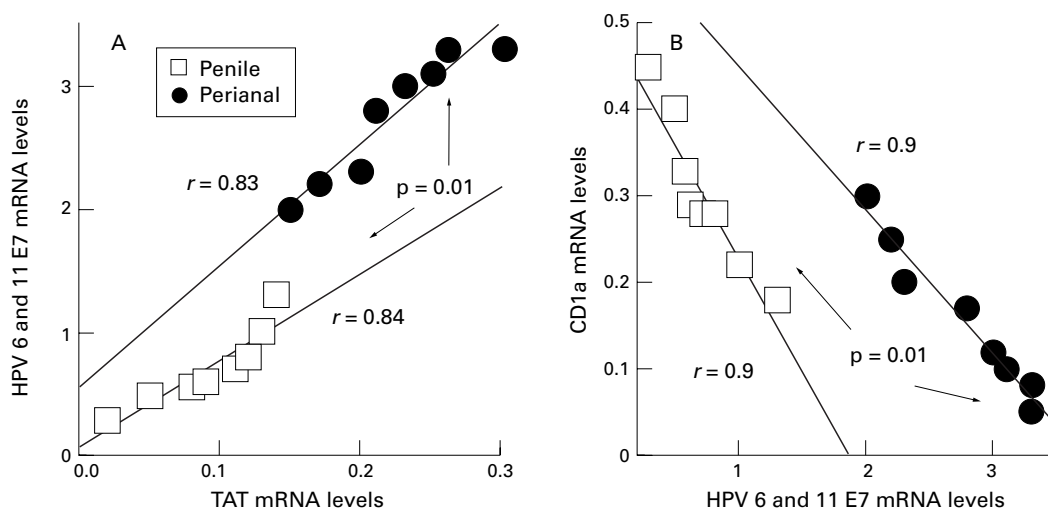 A
Penile
Perianal
3
2
1
0
HPV 6 and 11 E7 mRNA levels
r = 0.83
p = 0.01
r = 0.84
0.0 0.1 0.2 0.3
TAT mRNA levels
B
0.5
0.4
0.3
0.2
0.1
0
CD1a mRNA levels
r = 0.9
p = 0.01
r = 0.9
1 2 3
HPV 6 and 11 E7 mRNA levels